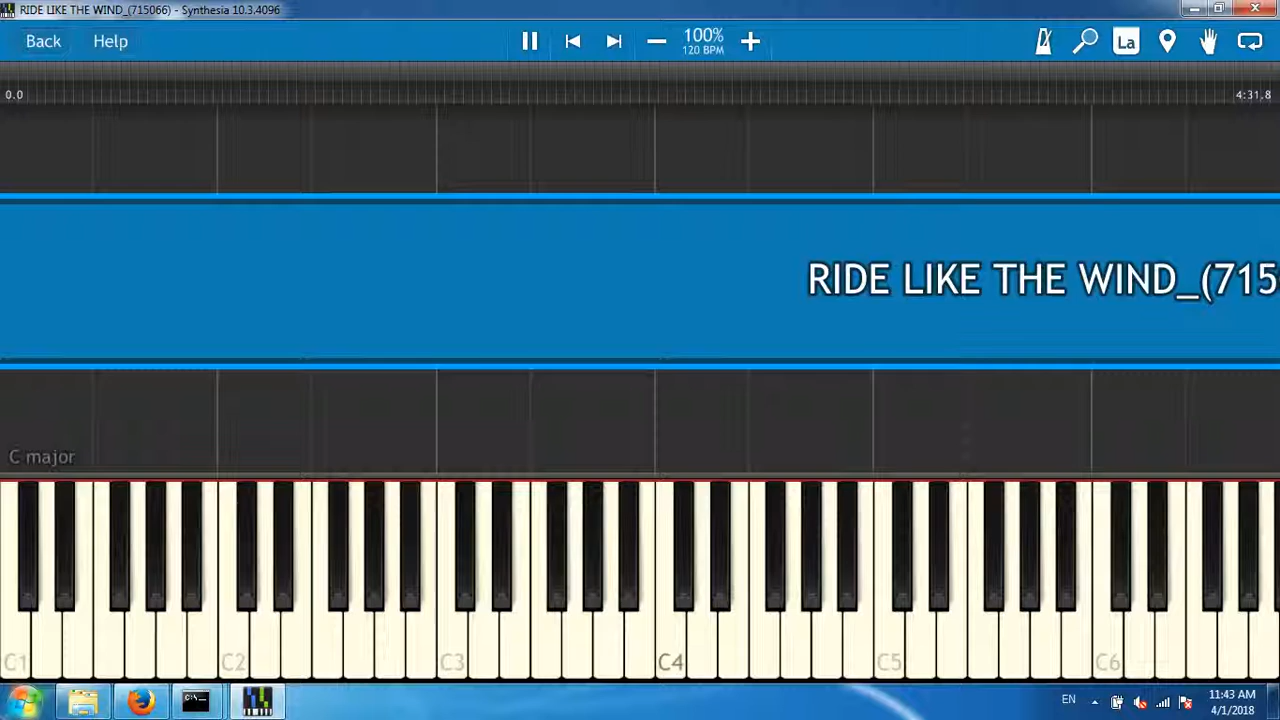 RIDE LIKE THE WIND_(715066) - Synthesia 10.3.4096
Back Help 100% La
120 BPM
0.0 4:31.8
RIDE LIKE THE WIND_(715
C major
C1 C2 C3 C4 C5 C6
C:\
EN 11:43 AM
4/1/2018